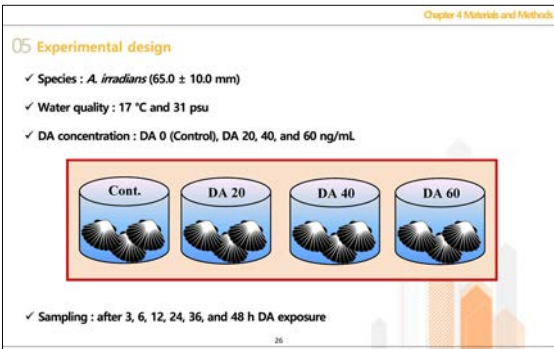 Chapter 4 Materials and Methods
05 Experimental design
✓ Species : A. irradians (65.0 ± 10.0 mm)
✓ Water quality : 17 °C and 31 psu
✓ DA concentration : DA 0 (Control), DA 20, 40, and 60 ng/mL
Cont. DA 20 DA 40 DA 60
✓ Sampling : after 3, 6, 12, 24, 36, and 48 h DA exposure
26